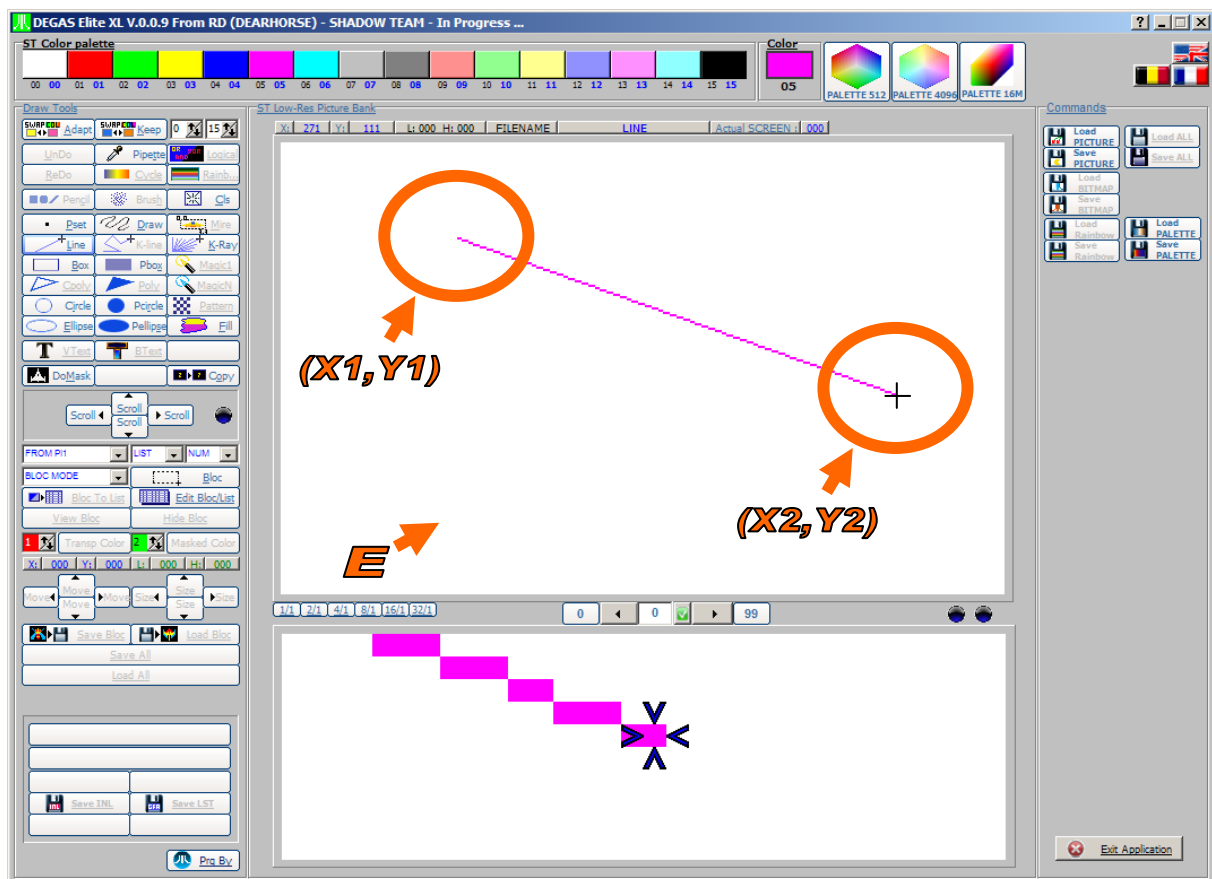 DEGAS Elite XL V.0.0.9 From RD (DEARHORSE) - SHADOW TEAM - In Progress ...
ST Color palette
Color
00 00 01 01 02 02 03 03 04 04 05 05 06 06 07 07 08 08 09 09 10 10 11 11 12 12 13 13 14 14 15 15
05
PALETTE 512 PALETTE 4096 PALETTE 16M
Draw Tools
SWAP COU Adapt SWAP COU Keep 0 15
UnDo Pipette OR XOR AND Logical
ReDo Cycle Rainb..
Pencil Brush Cls
Pset Draw Mire
Line K-line K-Ray
Box Pbox Magic1
Cpoly Poly MagicN
Circle Pcircle Pattern
Ellipse Pellipse Fill
T VText T BText
DoMask Copy
Scroll Scroll Scroll Scroll
FROM PI1 LIST NUM
BLOC MODE Bloc
Bloc To List Edit Bloc/List
View Bloc Hide Bloc
1 Transp Color 2 Masked Color
X: 000 Y: 000 L: 000 H: 000
Move Move Move Move Size Size Size Size
Save Bloc Load Bloc
Save All
Load All
Save INL Save LST
Prg By
ST Low-Res Picture Bank
X: 271 Y: 111 L: 000 H: 000 FILENAME LINE Actual SCREEN : 000
(X1,Y1)
(X2,Y2)
E
1/1 2/1 4/1 8/1 16/1 32/1
0 0 99
Commands
Load PICTURE Load ALL
Save PICTURE Save ALL
Load BITMAP
Save BITMAP
Load Rainbow Load PALETTE
Save Rainbow Save PALETTE
Exit Application